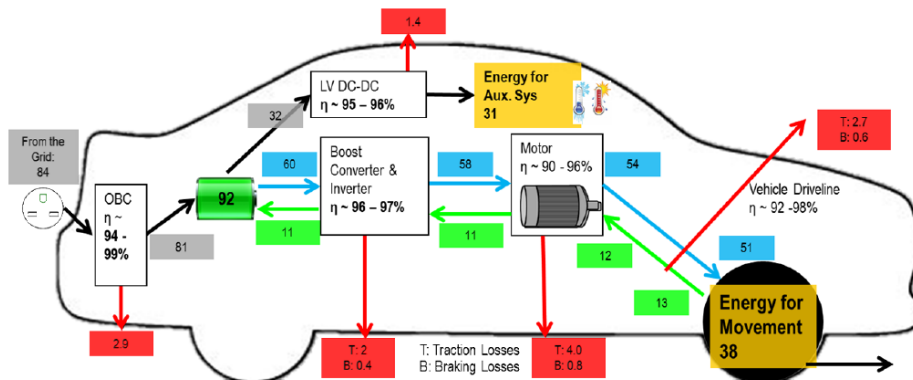 1.4
LV DC-DC
η ~ 95 – 96%
Energy for
Aux. Sys
31
32
T: 2.7
B: 0.6
From the
Grid:
84
60
Boost
Converter &
Inverter
η ~ 96 – 97%
58
Motor
η ~ 90 - 96%
54
Vehicle Driveline
η ~ 92 -98%
OBC
η ~
94 -
99%
92
81
11
11
12
51
13
Energy for
Movement
38
2.9
T: 2
B: 0.4
T: Traction Losses
B: Braking Losses
T: 4.0
B: 0.8